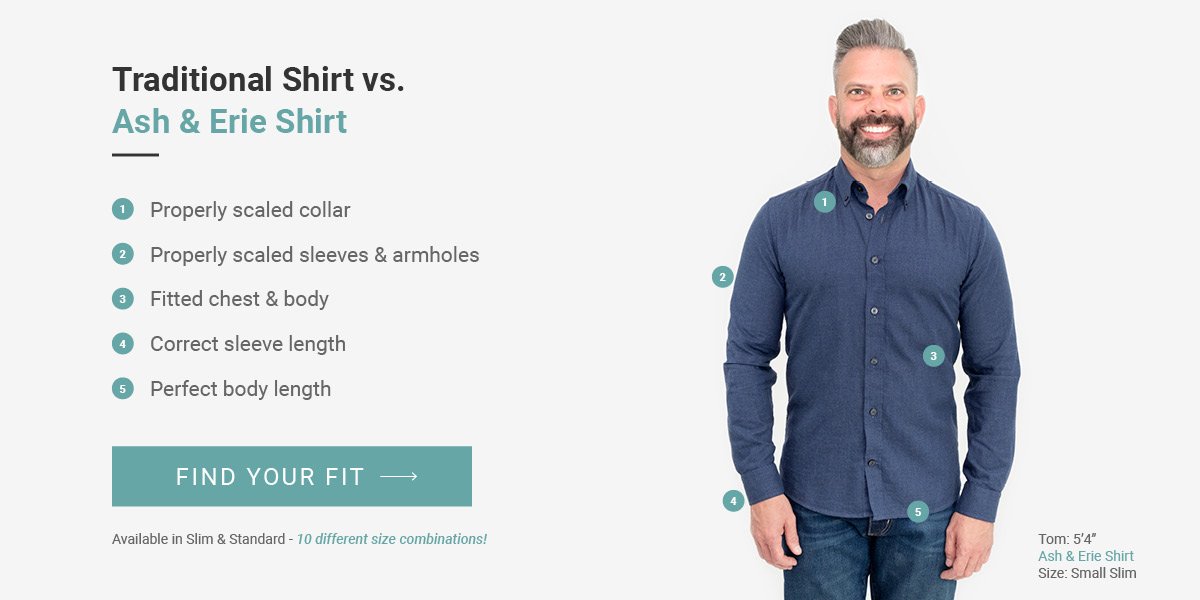 Traditional Shirt vs.
Ash & Erie Shirt
1 Properly scaled collar
2 Properly scaled sleeves & armholes
3 Fitted chest & body
4 Correct sleeve length
5 Perfect body length
FIND YOUR FIT →
Available in Slim & Standard - 10 different size combinations!
1
2
3
4
5
Tom: 5’4”
Ash & Erie Shirt
Size: Small Slim